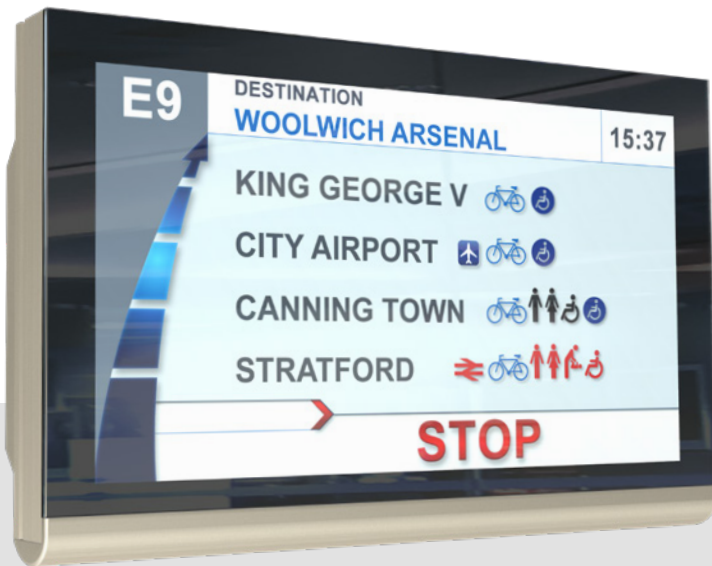 E9
DESTINATION
WOOLWICH ARSENAL
15:37
KING GEORGE V
CITY AIRPORT
CANNING TOWN
STRATFORD
STOP